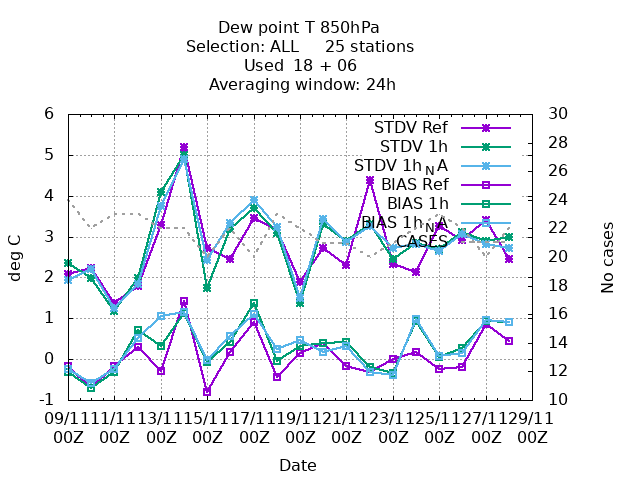 Dew point T 850hPa
Selection: ALL 25 stations
Used 18 + 06
Averaging window: 24h
6
5
4
3
2
1
0
-1
30
28
26
24
22
20
18
16
14
12
10
STDV Ref
STDV 1h
STDV 1h_NA
BIAS Ref
BIAS 1h
BIAS 1h_NA
CASES
deg C
No cases
09/11 11/11 13/11 15/11 17/11 19/11 21/11 23/11 25/11 27/11 29/11
00Z 00Z 00Z 00Z 00Z 00Z 00Z 00Z 00Z 00Z 00Z
Date